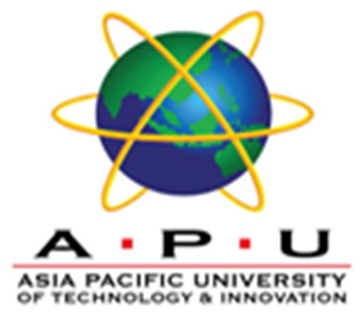 A · P · U
ASIA PACIFIC UNIVERSITY
OF TECHNOLOGY & INNOVATION